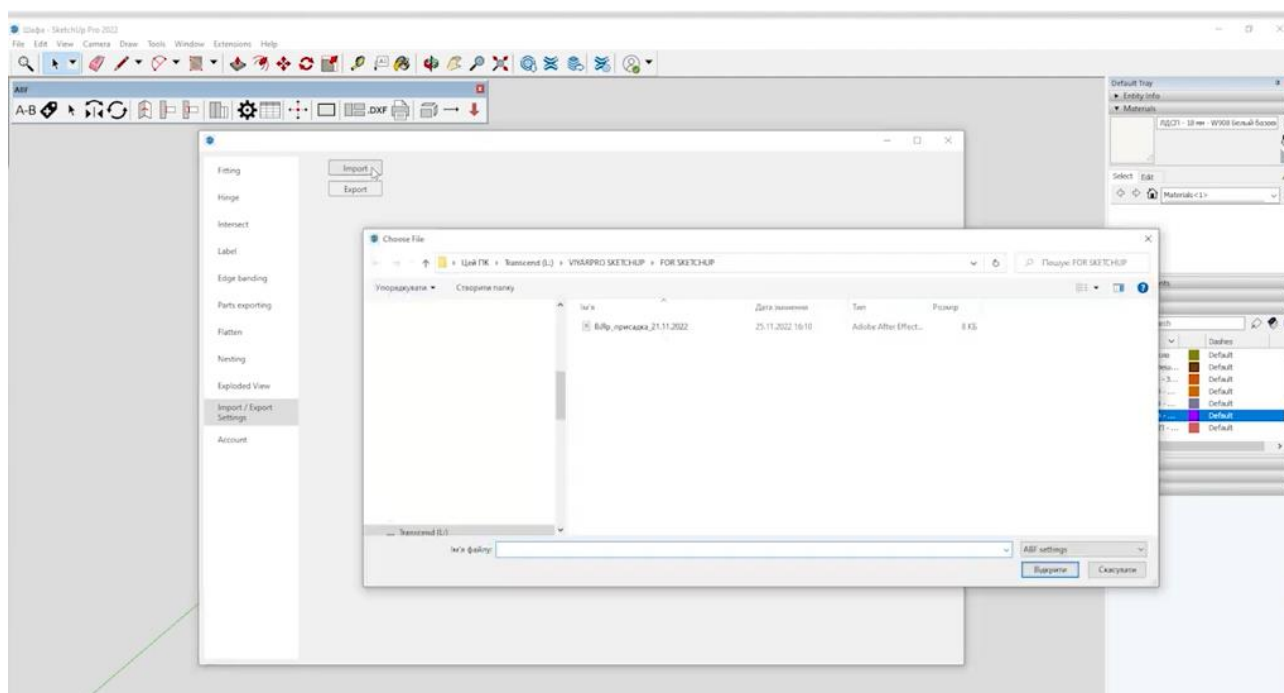 Шафа - SketchUp Pro 2022
File Edit View Camera Draw Tools Window Extensions Help
ABF
A-B
.DXF
Default Tray
Entity Info
Materials
ЛДСП - 18 мм - W908 Белый базов
Select Edit
Materials<1>
Fitting
Import
Hinge
Export
Intersect
Label
Edge banding
Parts exporting
Flatten
Nesting
Exploded View
Import / Export
Settings
Account
Choose File
Цей ПК › Transcend (L:) › VIYARPRO SKETCHUP › FOR SKETCHUP
Пошук: FOR SKETCHUP
Упорядкувати Створити папку
Ім'я Дата змінення Тип Розмір
присадка_21.11.2022 25.11.2022 16:10 Adobe After Effect... 8 КБ
Transcend (L:)
Ім'я файлу:
ABF settings
Відкрити Скасувати
Dashes
Default
Default
Default
Default
Default
Default
Default